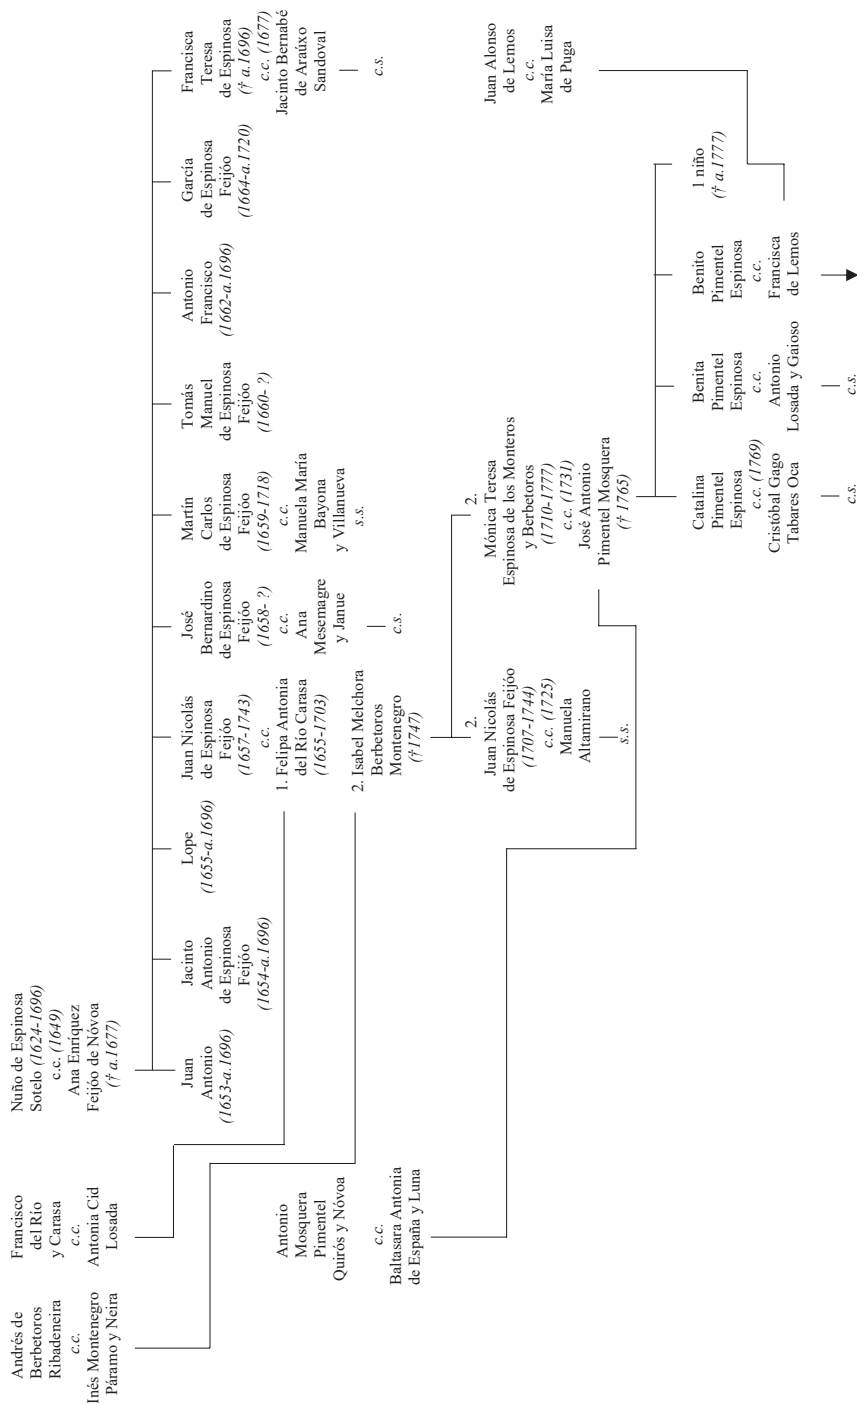 Andrés de
Berbetoros
Ribadeneira
c.c.
Inés Montenegro
Páramo y Neira
Francisco
del Río
y Carasa
c.c.
Antonia Cid
Losada
Nuño de Espinosa
Sotelo (1624-1696)
c.c. (1649)
Ana Enríquez
Feijóo de Nóvoa
(† a.1677)
Juan
Antonio
(1653-a.1696)
Jacinto
Antonio
de Espinosa
Feijóo
(1654-a.1696)
Lope
(1655-a.1696)
Juan Nicolás
de Espinosa
Feijóo
(1657-1743)
c.c.
1. Felipa Antonia
del Río Carasa
(1655-1703)
2. Isabel Melchora
Berbetoros
Montenegro
(†1747)
José
Bernardino
de Espinosa
Feijóo
(1658- ?)
c.c.
Ana
Mesemagre
y Janue
c.s.
Martín
Carlos
de Espinosa
Feijóo
(1659-1718)
c.c.
Manuela María
Bayona
y Villanueva
s.s.
Tomás
Manuel
de Espinosa
Feijóo
(1660- ?)
Antonio
Francisco
(1662-a.1696)
García
de Espinosa
Feijóo
(1664-a.1720)
Francisca
Teresa
de Espinosa
(† a.1696)
c.c. (1677)
Jacinto Bernabé
de Araúxo
Sandoval
c.s.
Antonio
Mosquera
Pimentel
Quirós y Nóvoa
c.c.
Baltasara Antonia
de España y Luna
2.
Juan Nicolás
de Espinosa Feijóo
(1707-1744)
c.c. (1725)
Manuela
Altamirano
s.s.
2.
Mónica Teresa
Espinosa de los Monteros
y Berbetoros
(1710-1777)
c.c. (1731)
José Antonio
Pimentel Mosquera
(† 1765)
Juan Alonso
de Lemos
c.c.
María Luisa
de Puga
Catalina
Pimentel
Espinosa
c.c. (1769)
Cristóbal Gago
Tabares Oca
c.s.
Benita
Pimentel
Espinosa
c.c.
Antonio
Losada y Gaioso
c.s.
Benito
Pimentel
Espinosa
c.c.
Francisca
de Lemos
1 niño
(† a.1777)